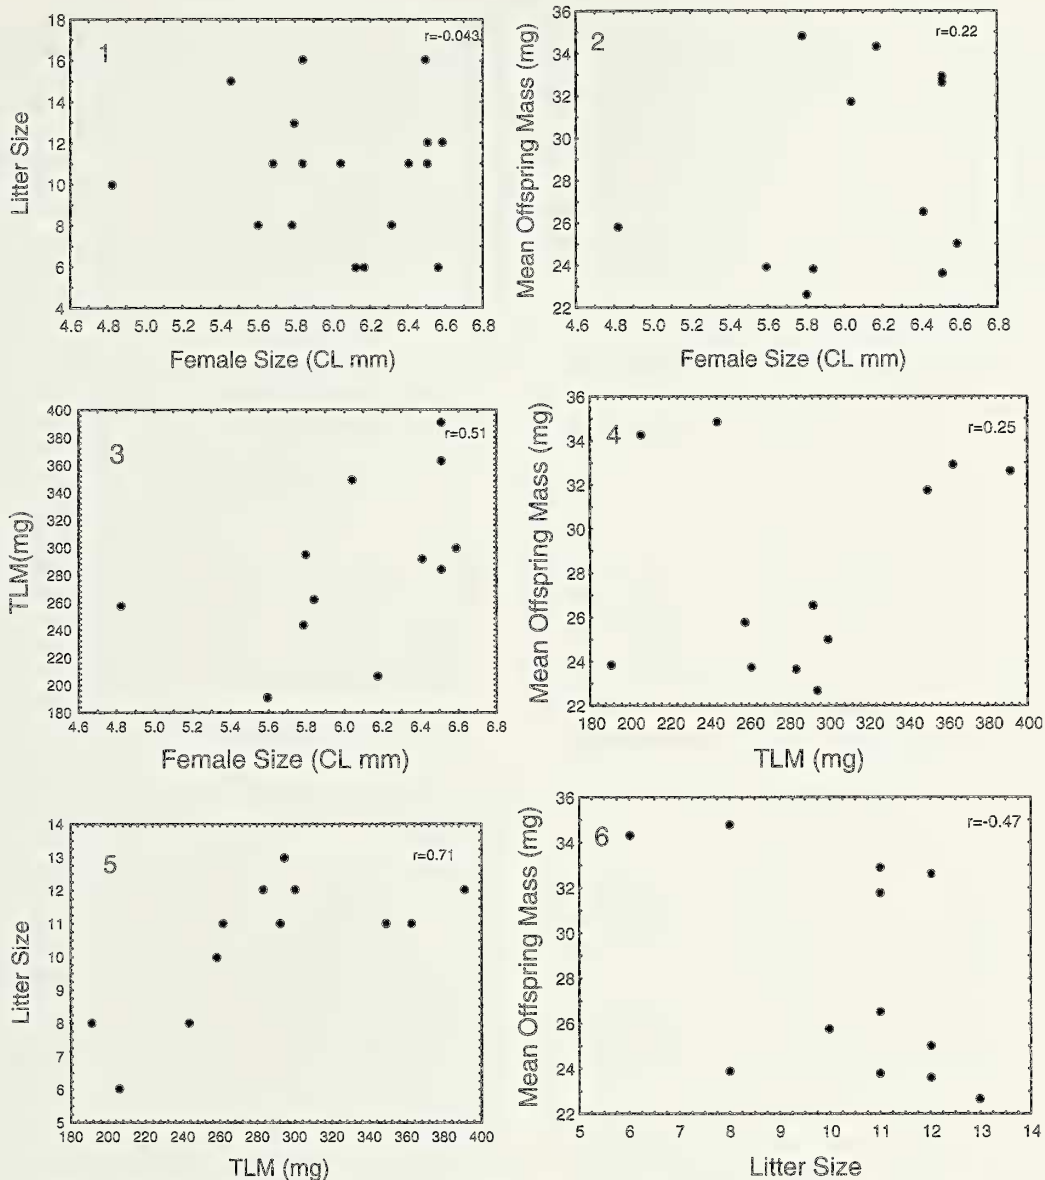 18
16
14
12
10
8
6
4
Litter Size
1
r=-0.043
4.6 4.8 5.0 5.2 5.4 5.6 5.8 6.0 6.2 6.4 6.6 6.8
Female Size (CL mm)
36
34
32
30
28
26
24
22
Mean Offspring Mass (mg)
2
r=0.22
4.6 4.8 5.0 5.2 5.4 5.6 5.8 6.0 6.2 6.4 6.6 6.8
Female Size (CL mm)
400
380
360
340
320
300
280
260
240
220
200
180
TLM(mg)
3
r=0.51
4.6 4.8 5.0 5.2 5.4 5.6 5.8 6.0 6.2 6.4 6.6 6.8
Female Size (CL mm)
36
34
32
30
28
26
24
22
Mean Offspring Mass (mg)
4
r=0.25
180 200 220 240 260 280 300 320 340 360 380 400
TLM (mg)
14
13
12
11
10
9
8
7
6
5
Litter Size
5
r=0.71
180 200 220 240 260 280 300 320 340 360 380 400
TLM (mg)
36
34
32
30
28
26
24
22
Mean Offspring Mass (mg)
6
r=-0.47
5 6 7 8 9 10 11 12 13 14
Litter Size